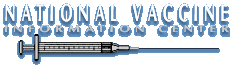 NATIONAL VACCINE
INFORMATION CENTER